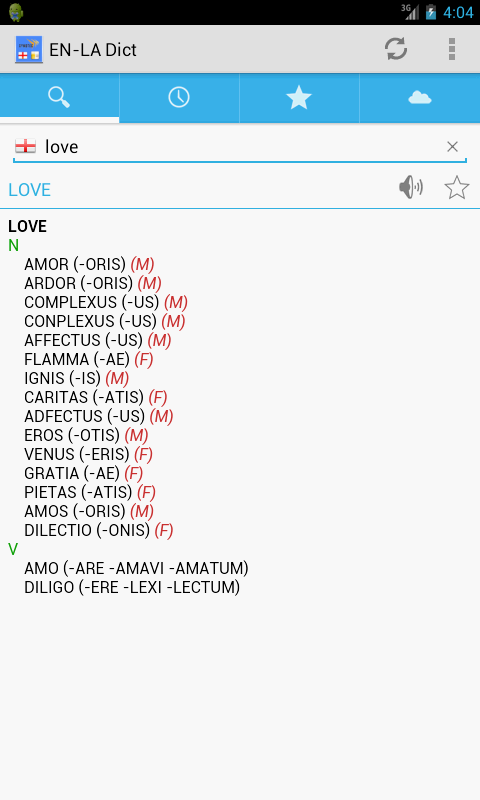 3G 4:04
EN-LA Dict
love
LOVE
LOVE
N
AMOR (-ORIS) (M)
ARDOR (-ORIS) (M)
COMPLEXUS (-US) (M)
CONPLEXUS (-US) (M)
AFFECTUS (-US) (M)
FLAMMA (-AE) (F)
IGNIS (-IS) (M)
CARITAS (-ATIS) (F)
ADFECTUS (-US) (M)
EROS (-OTIS) (M)
VENUS (-ERIS) (F)
GRATIA (-AE) (F)
PIETAS (-ATIS) (F)
AMOS (-ORIS) (M)
DILECTIO (-ONIS) (F)
V
AMO (-ARE -AMAVI -AMATUM)
DILIGO (-ERE -LEXI -LECTUM)